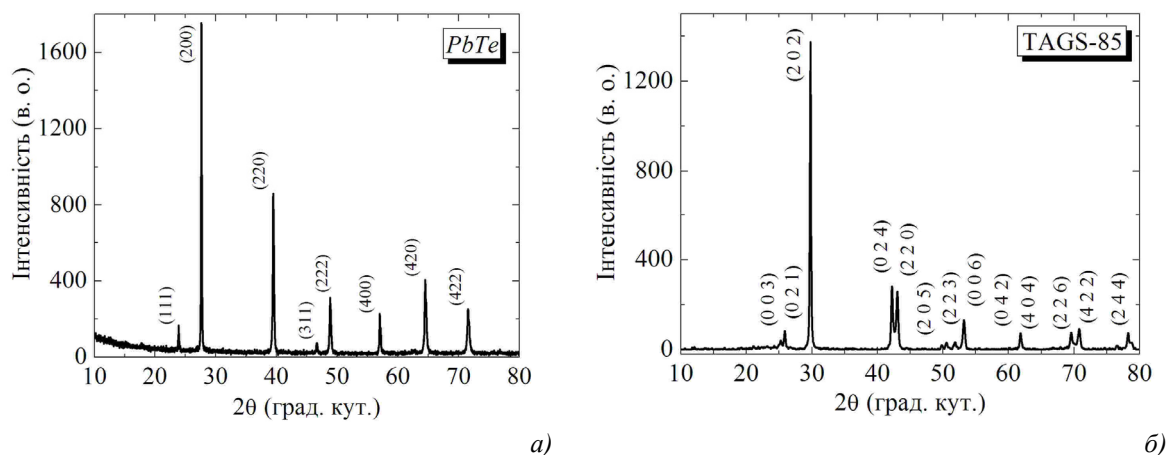 PbTe
Інтенсивність (в. о.)
1600
1200
800
400
0
(111)
(200)
(220)
(311)
(222)
(400)
(420)
(422)
10 20 30 40 50 60 70 80
2θ (град. кут.)
а)
TAGS-85
Інтенсивність (в. о.)
1200
800
400
0
(0 0 3)
(0 2 1)
(2 0 2)
(0 2 4)
(2 2 0)
(2 0 5)
(2 2 3)
(0 0 6)
(0 4 2)
(4 0 4)
(2 2 6)
(4 2 2)
(2 4 4)
10 20 30 40 50 60 70 80
2θ (град. кут.)
б)